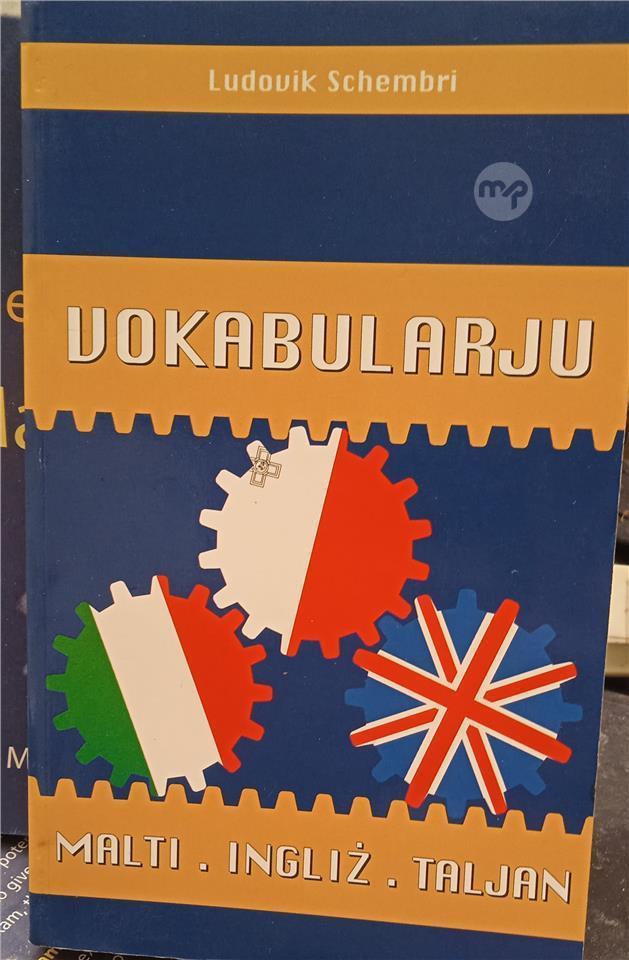 Ludovik Schembri
mp
VOKABULARJU
MALTI . INGLIŻ . TALJAN